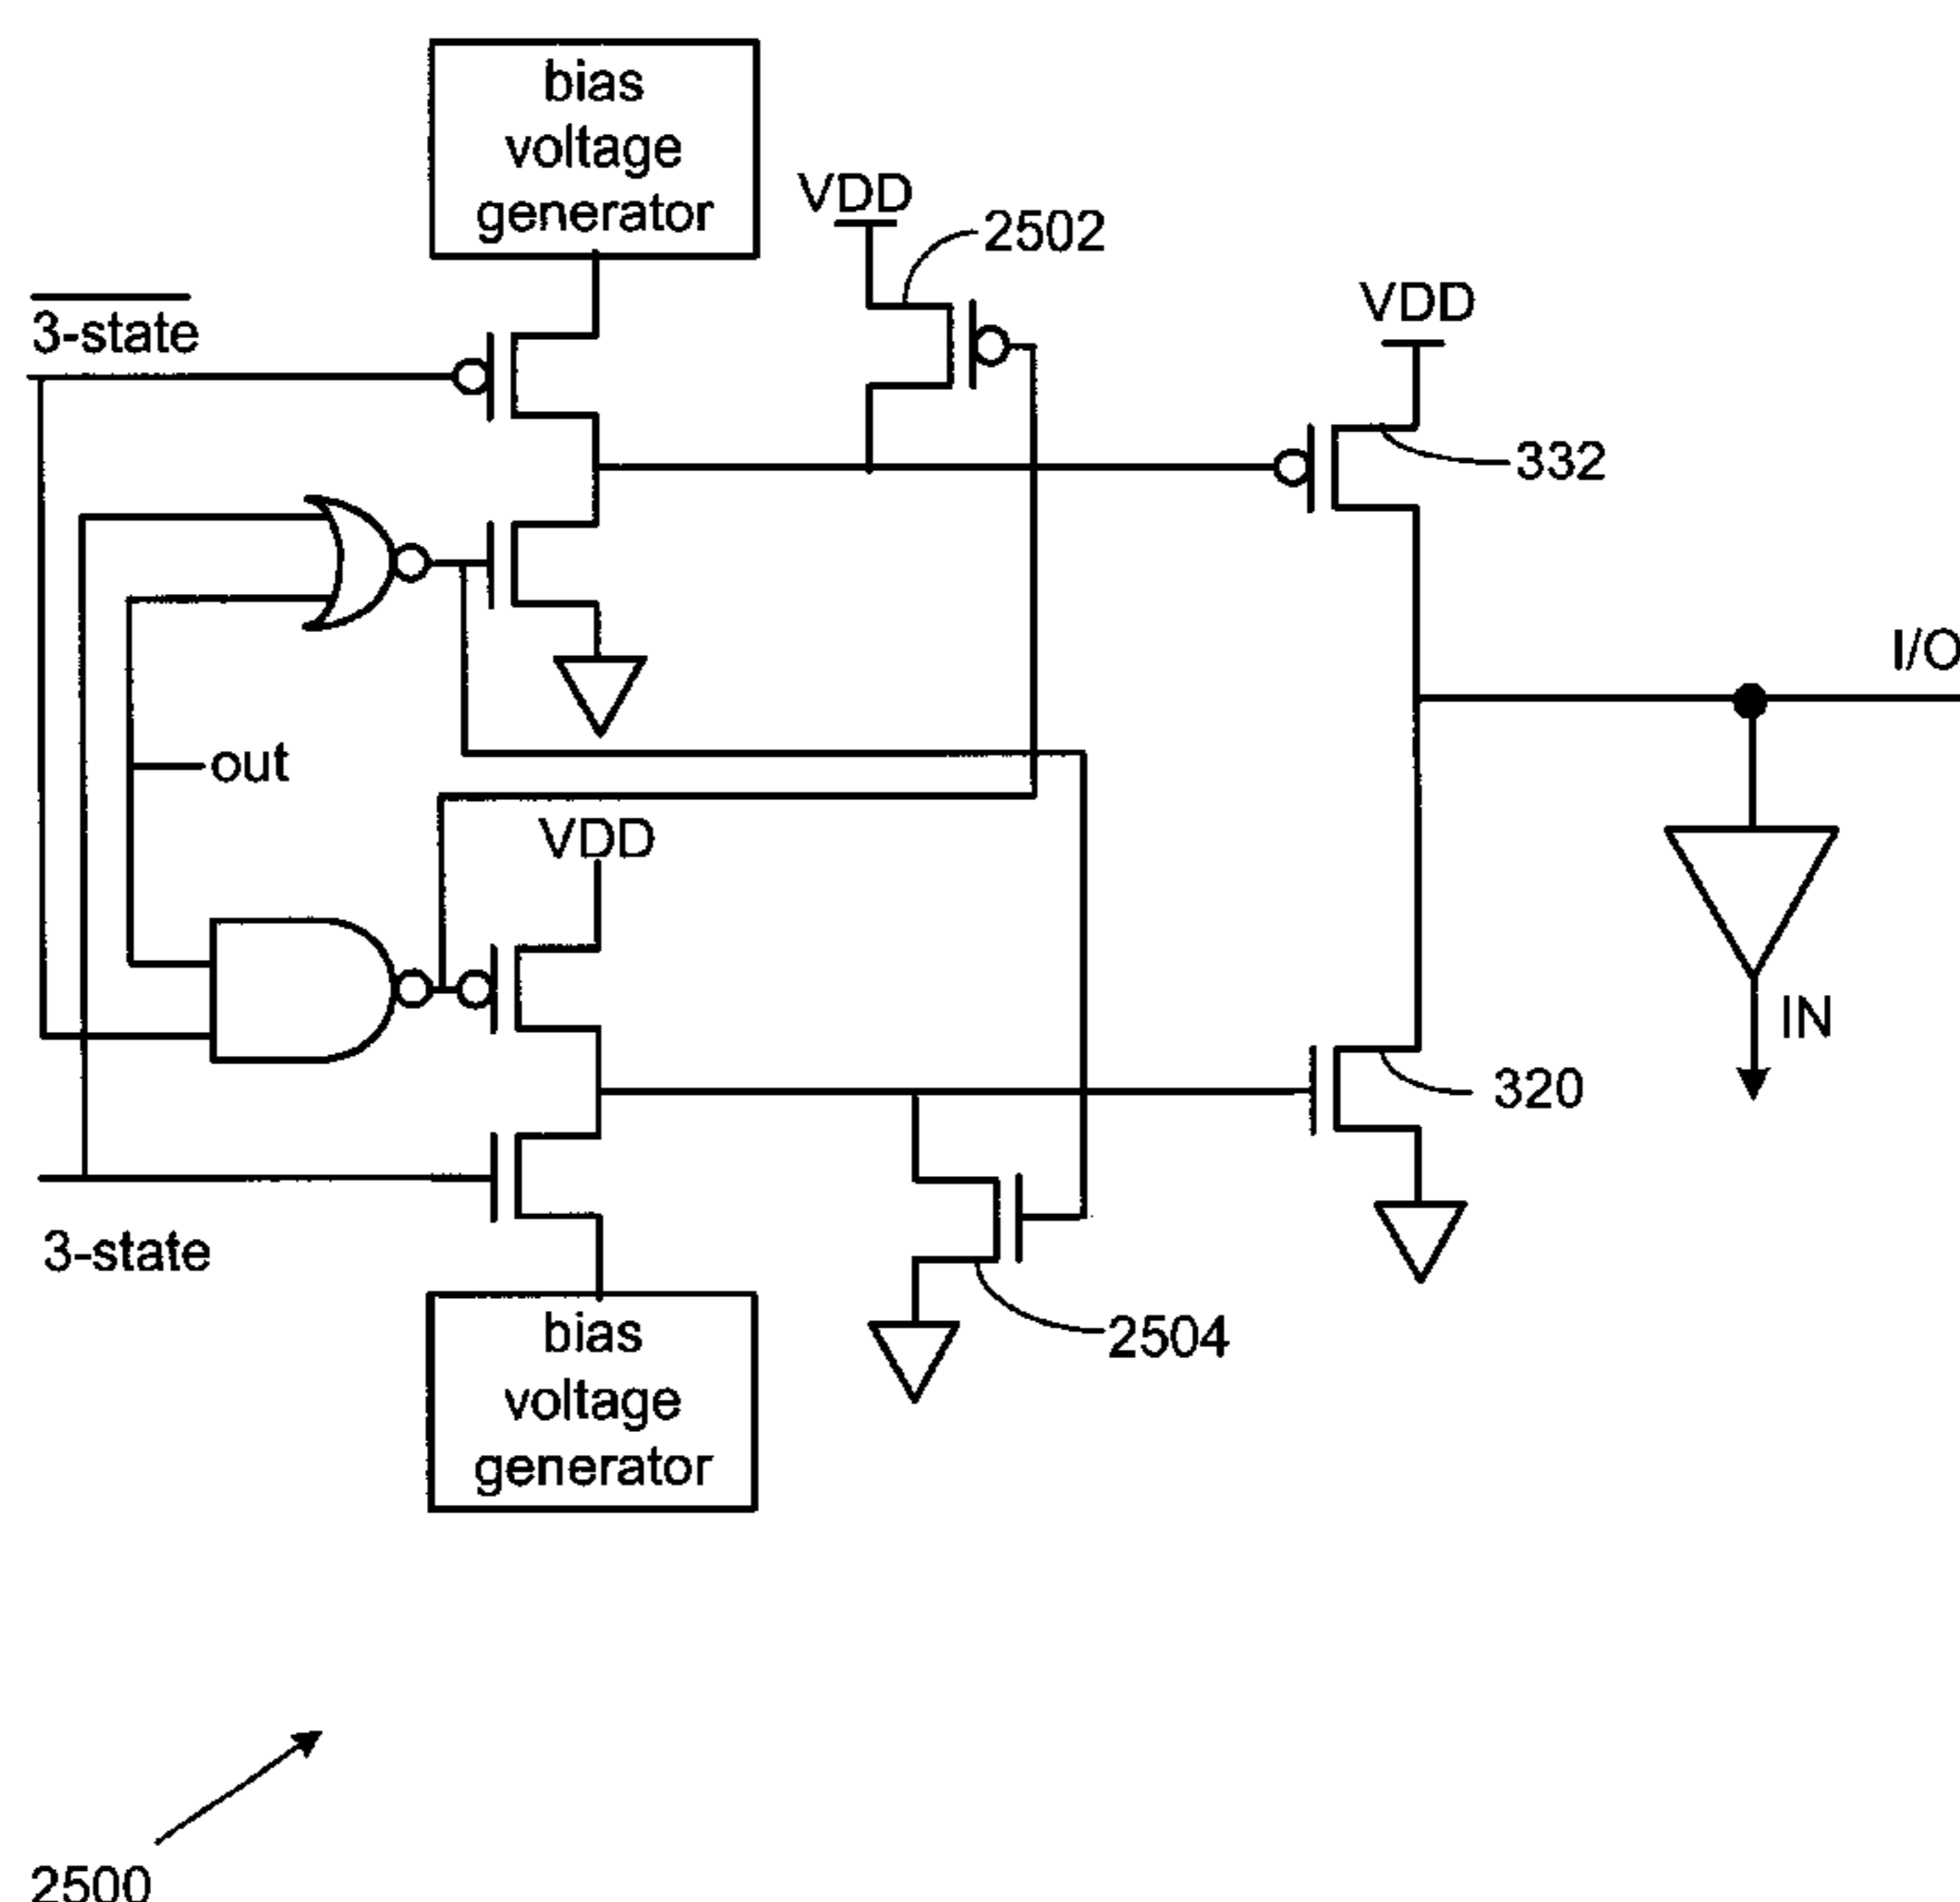 bias
voltage
generator
VDD
2502
3-state
VDD
332
I/O
out
VDD
IN
320
3-state
2504
bias
voltage
generator
2500